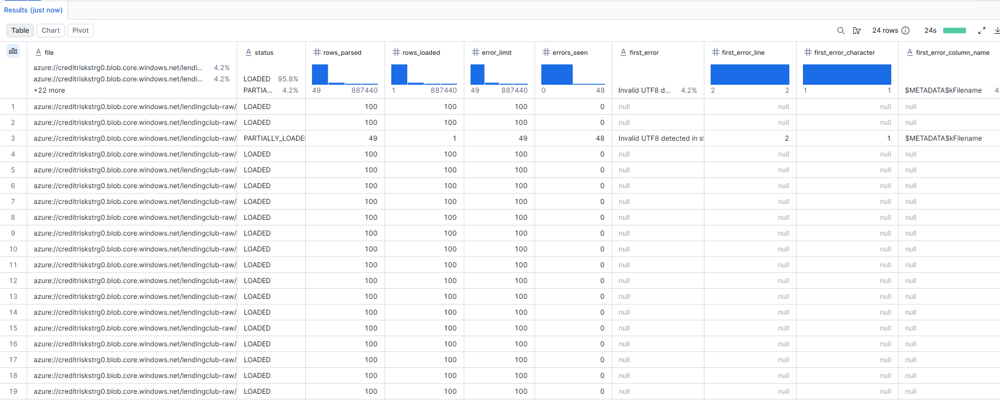 Results (just now)
Table Chart Pivot 24 rows 24s
file status rows_parsed rows_loaded error_limit errors_seen first_error first_error_line first_error_character first_error_column_name
azure://creditriskstrg0.blob.core.windows.net/lendi... 4.2%
azure://creditriskstrg0.blob.core.windows.net/lendi... 4.2% LOADED 95.8%
+22 more PARTIA... 4.2% 49 887440 1 887440 49 887440 0 48 Invalid UTF8 d... 4.2% 2 2 1 1 $METADATA$kFilename 4.
1 azure://creditriskstrg0.blob.core.windows.net/lendingclub-raw/ LOADED 100 100 100 0 null null null null
2 azure://creditriskstrg0.blob.core.windows.net/lendingclub-raw/ LOADED 100 100 100 0 null null null null
3 azure://creditriskstrg0.blob.core.windows.net/lendingclub-raw/ PARTIALLY_LOADE 49 1 49 48 Invalid UTF8 detected in st 2 1 $METADATA$kFilename
4 azure://creditriskstrg0.blob.core.windows.net/lendingclub-raw/ LOADED 100 100 100 0 null null null null
5 azure://creditriskstrg0.blob.core.windows.net/lendingclub-raw/ LOADED 100 100 100 0 null null null null
6 azure://creditriskstrg0.blob.core.windows.net/lendingclub-raw/ LOADED 100 100 100 0 null null null null
7 azure://creditriskstrg0.blob.core.windows.net/lendingclub-raw/ LOADED 100 100 100 0 null null null null
8 azure://creditriskstrg0.blob.core.windows.net/lendingclub-raw/ LOADED 100 100 100 0 null null null null
9 azure://creditriskstrg0.blob.core.windows.net/lendingclub-raw/ LOADED 100 100 100 0 null null null null
10 azure://creditriskstrg0.blob.core.windows.net/lendingclub-raw/ LOADED 100 100 100 0 null null null null
11 azure://creditriskstrg0.blob.core.windows.net/lendingclub-raw/ LOADED 100 100 100 0 null null null null
12 azure://creditriskstrg0.blob.core.windows.net/lendingclub-raw/ LOADED 100 100 100 0 null null null null
13 azure://creditriskstrg0.blob.core.windows.net/lendingclub-raw/ LOADED 100 100 100 0 null null null null
14 azure://creditriskstrg0.blob.core.windows.net/lendingclub-raw/ LOADED 100 100 100 0 null null null null
15 azure://creditriskstrg0.blob.core.windows.net/lendingclub-raw/ LOADED 100 100 100 0 null null null null
16 azure://creditriskstrg0.blob.core.windows.net/lendingclub-raw/ LOADED 100 100 100 0 null null null null
17 azure://creditriskstrg0.blob.core.windows.net/lendingclub-raw/ LOADED 100 100 100 0 null null null null
18 azure://creditriskstrg0.blob.core.windows.net/lendingclub-raw/ LOADED 100 100 100 0 null null null null
19 azure://creditriskstrg0.blob.core.windows.net/lendingclub-raw/ LOADED 100 100 100 0 null null null null